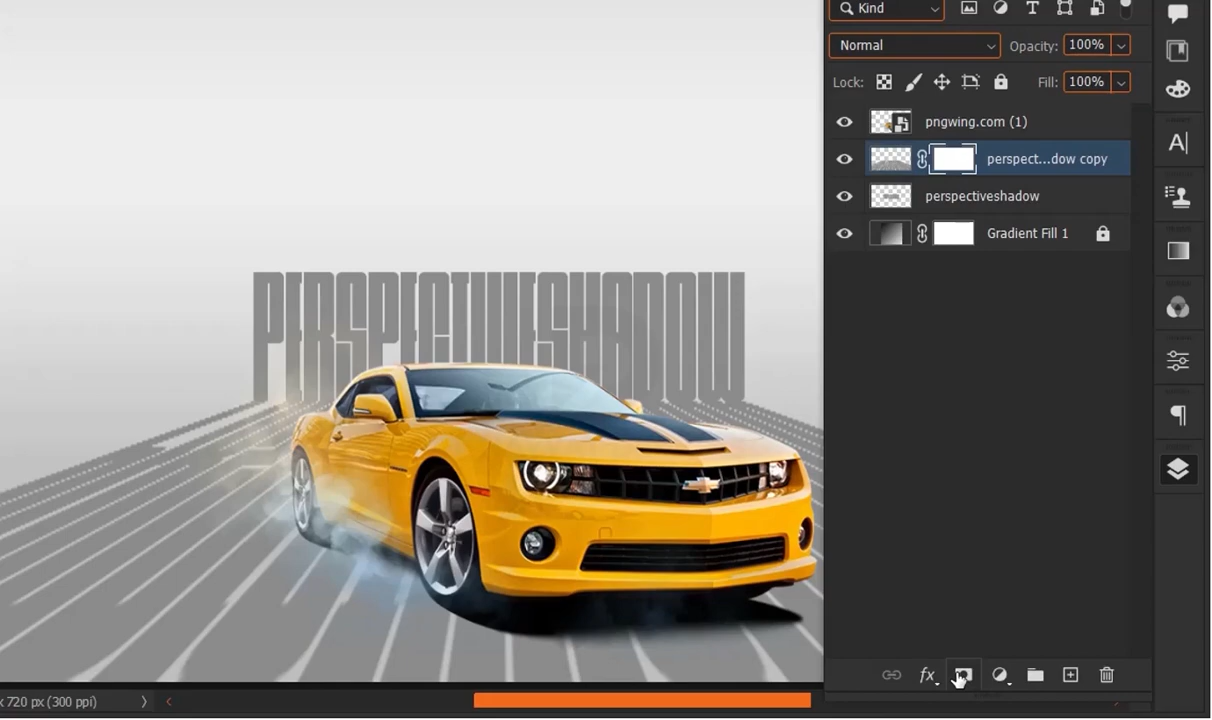 Kind
T
Normal
Opacity: 100%
Lock:
Fill: 100%
pngwing.com (1)
perspect...dow copy
perspectiveshadow
Gradient Fill 1
PERSPECTIVESHADOW
A
fx
x 720 px (300 ppi)